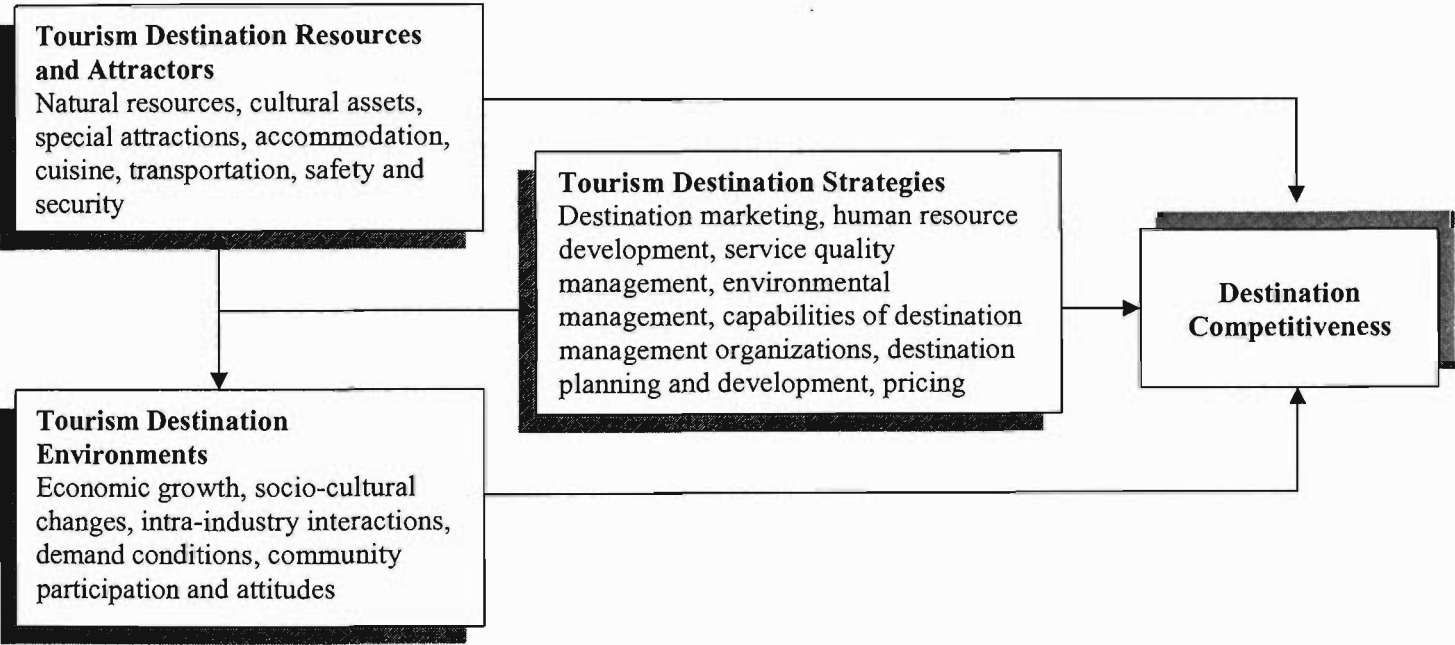 Tourism Destination Resources
and Attractors
Natural resources, cultural assets,
special attractions, accommodation,
cuisine, transportation, safety and
security
Tourism Destination Strategies
Destination marketing, human resource
development, service quality
management, environmental
management, capabilities of destination
management organizations, destination
planning and development, pricing
Destination
Competitiveness
Tourism Destination
Environments
Economic growth, socio-cultural
changes, intra-industry interactions,
demand conditions, community
participation and attitudes